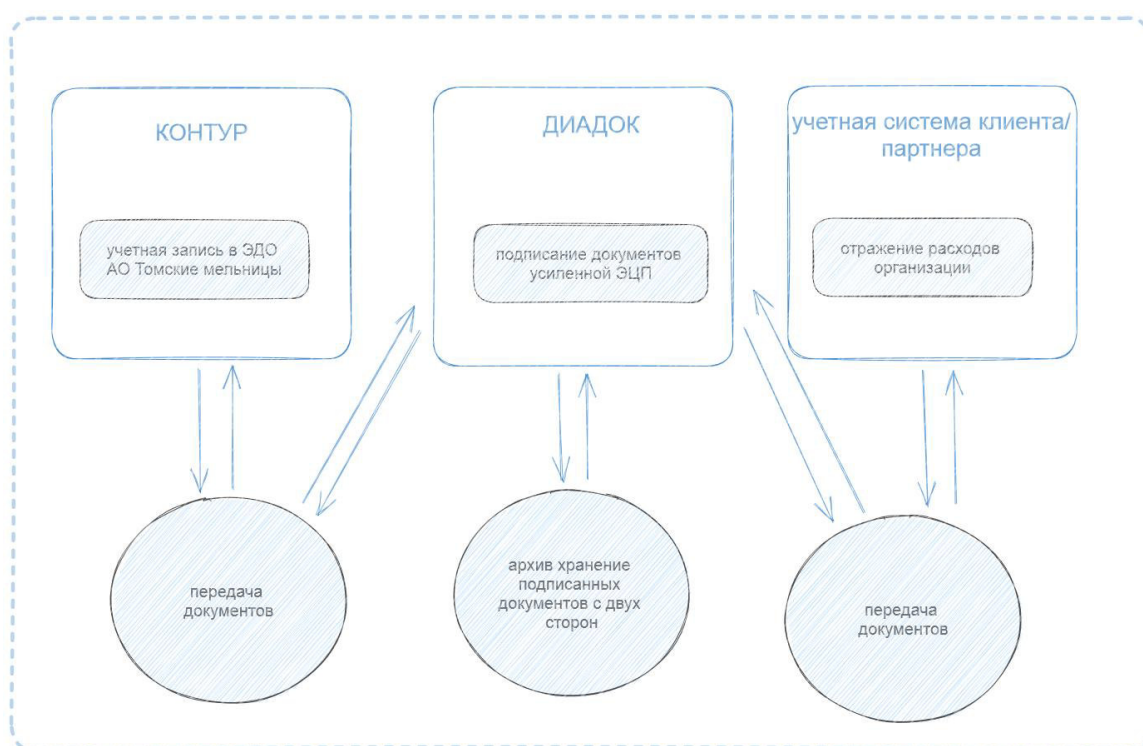 КОНТУР
учетная запись в ЭДО
АО Томские мельницы
ДИАДОК
подписание документов
усиленной ЭЦП
учетная система клиента/
партнера
отражение расходов
организации
передача
документов
архив хранение
подписанных
документов с двух
сторон
передача
документов